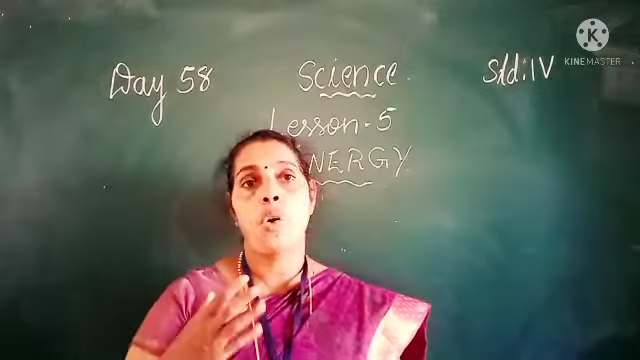 Day 58 Science. Std:IV
Lesson-5
NERGY
K
KINEMASTER